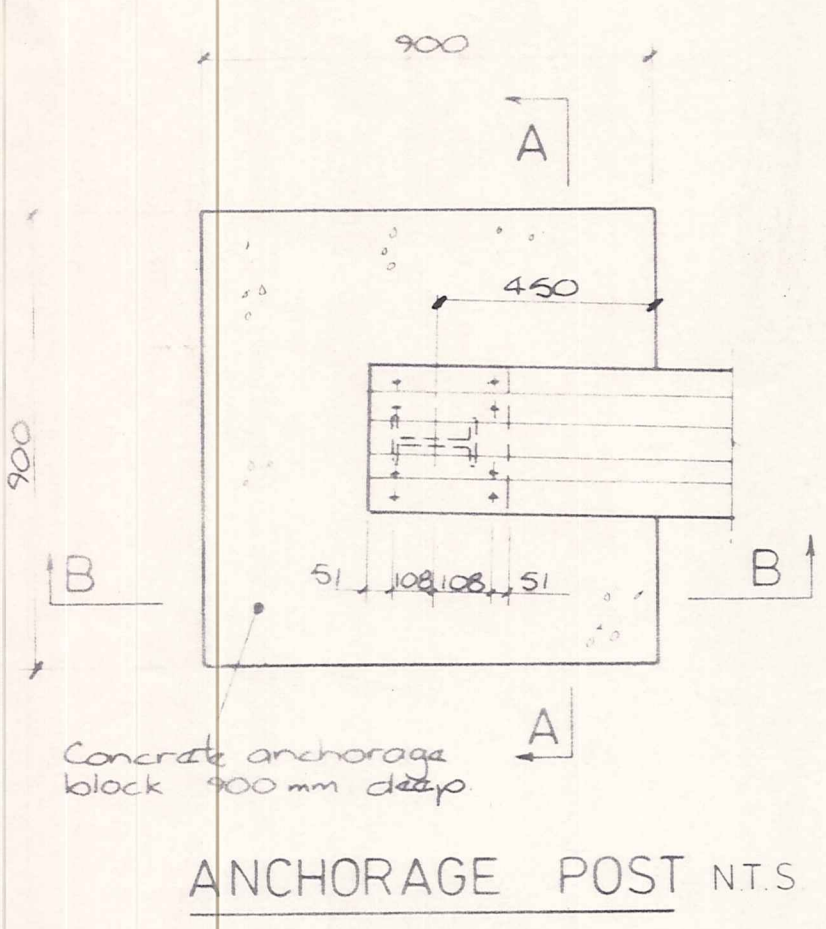 900
A
450
900
B
51 108 108 51
B
A
Concrete anchorage
block 900 mm deep
ANCHORAGE POST N.T.S.